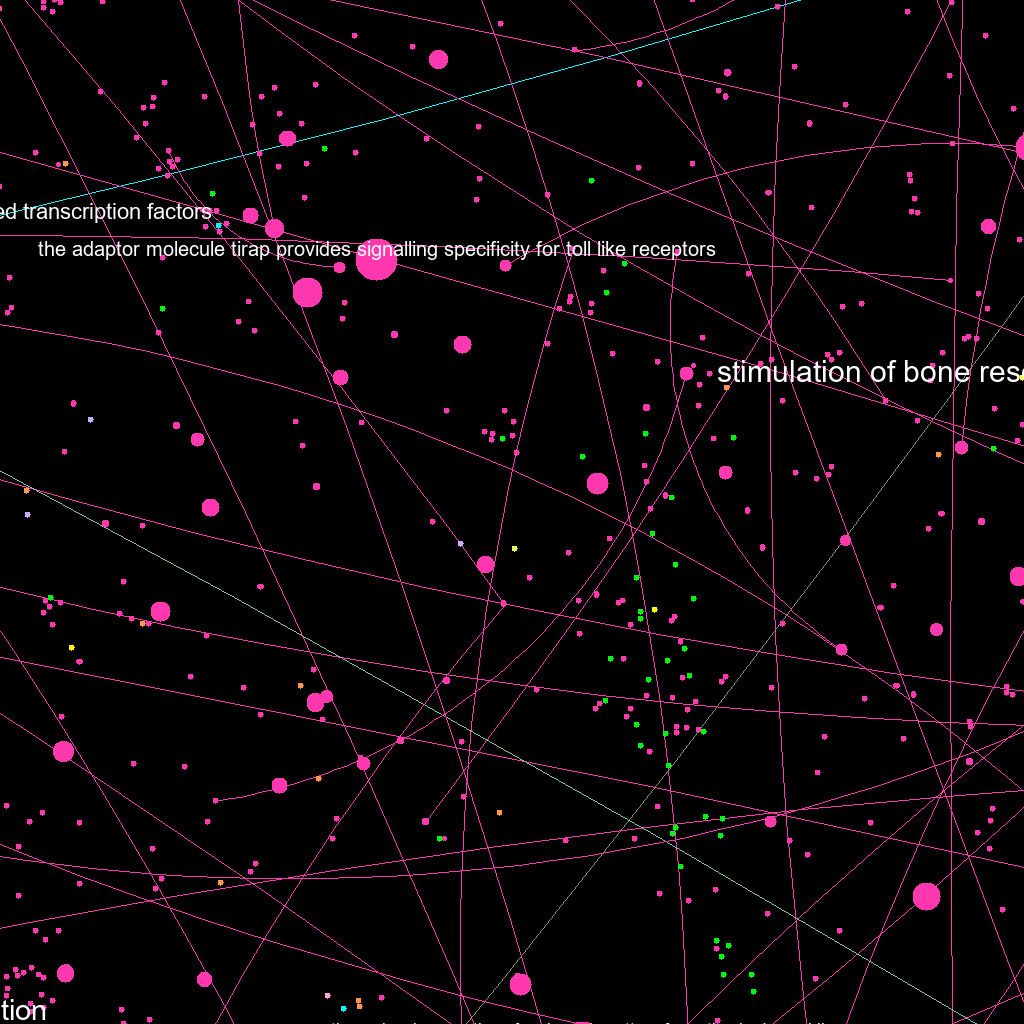 ed transcription factors
the adaptor molecule tirap provides signalling specificity for toll like receptors
stimulation of bone res
tion